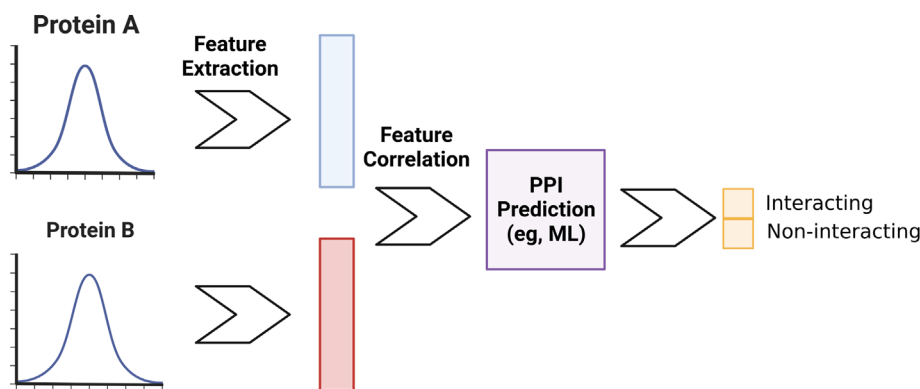 Protein A
Feature
Extraction
Feature
Correlation
PPI
Prediction
(eg, ML)
Interacting
Non-interacting
Protein B